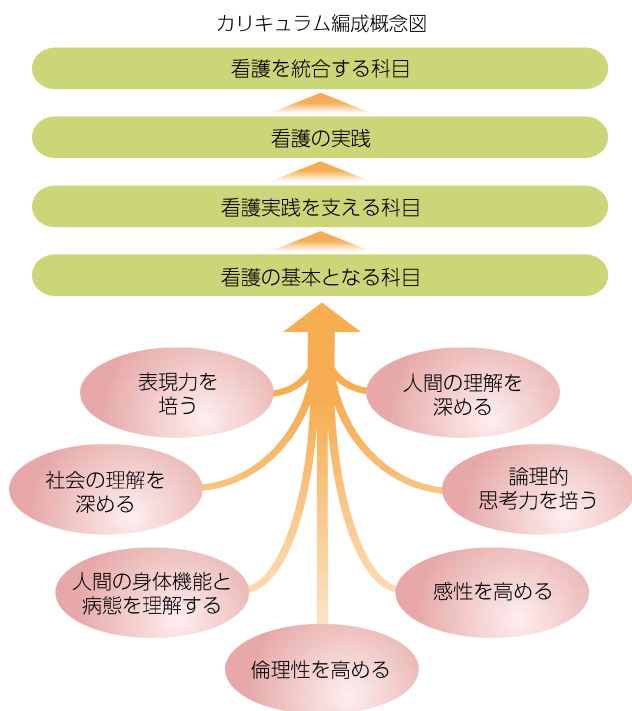 カリキュラム編成概念図
看護を統合する科目
看護の実践
看護実践を支える科目
看護の基本となる科目
表現力を
培う
人間の理解を
深める
社会の理解を
深める
論理的
思考力を培う
人間の身体機能と
病態を理解する
感性を高める
倫理性を高める